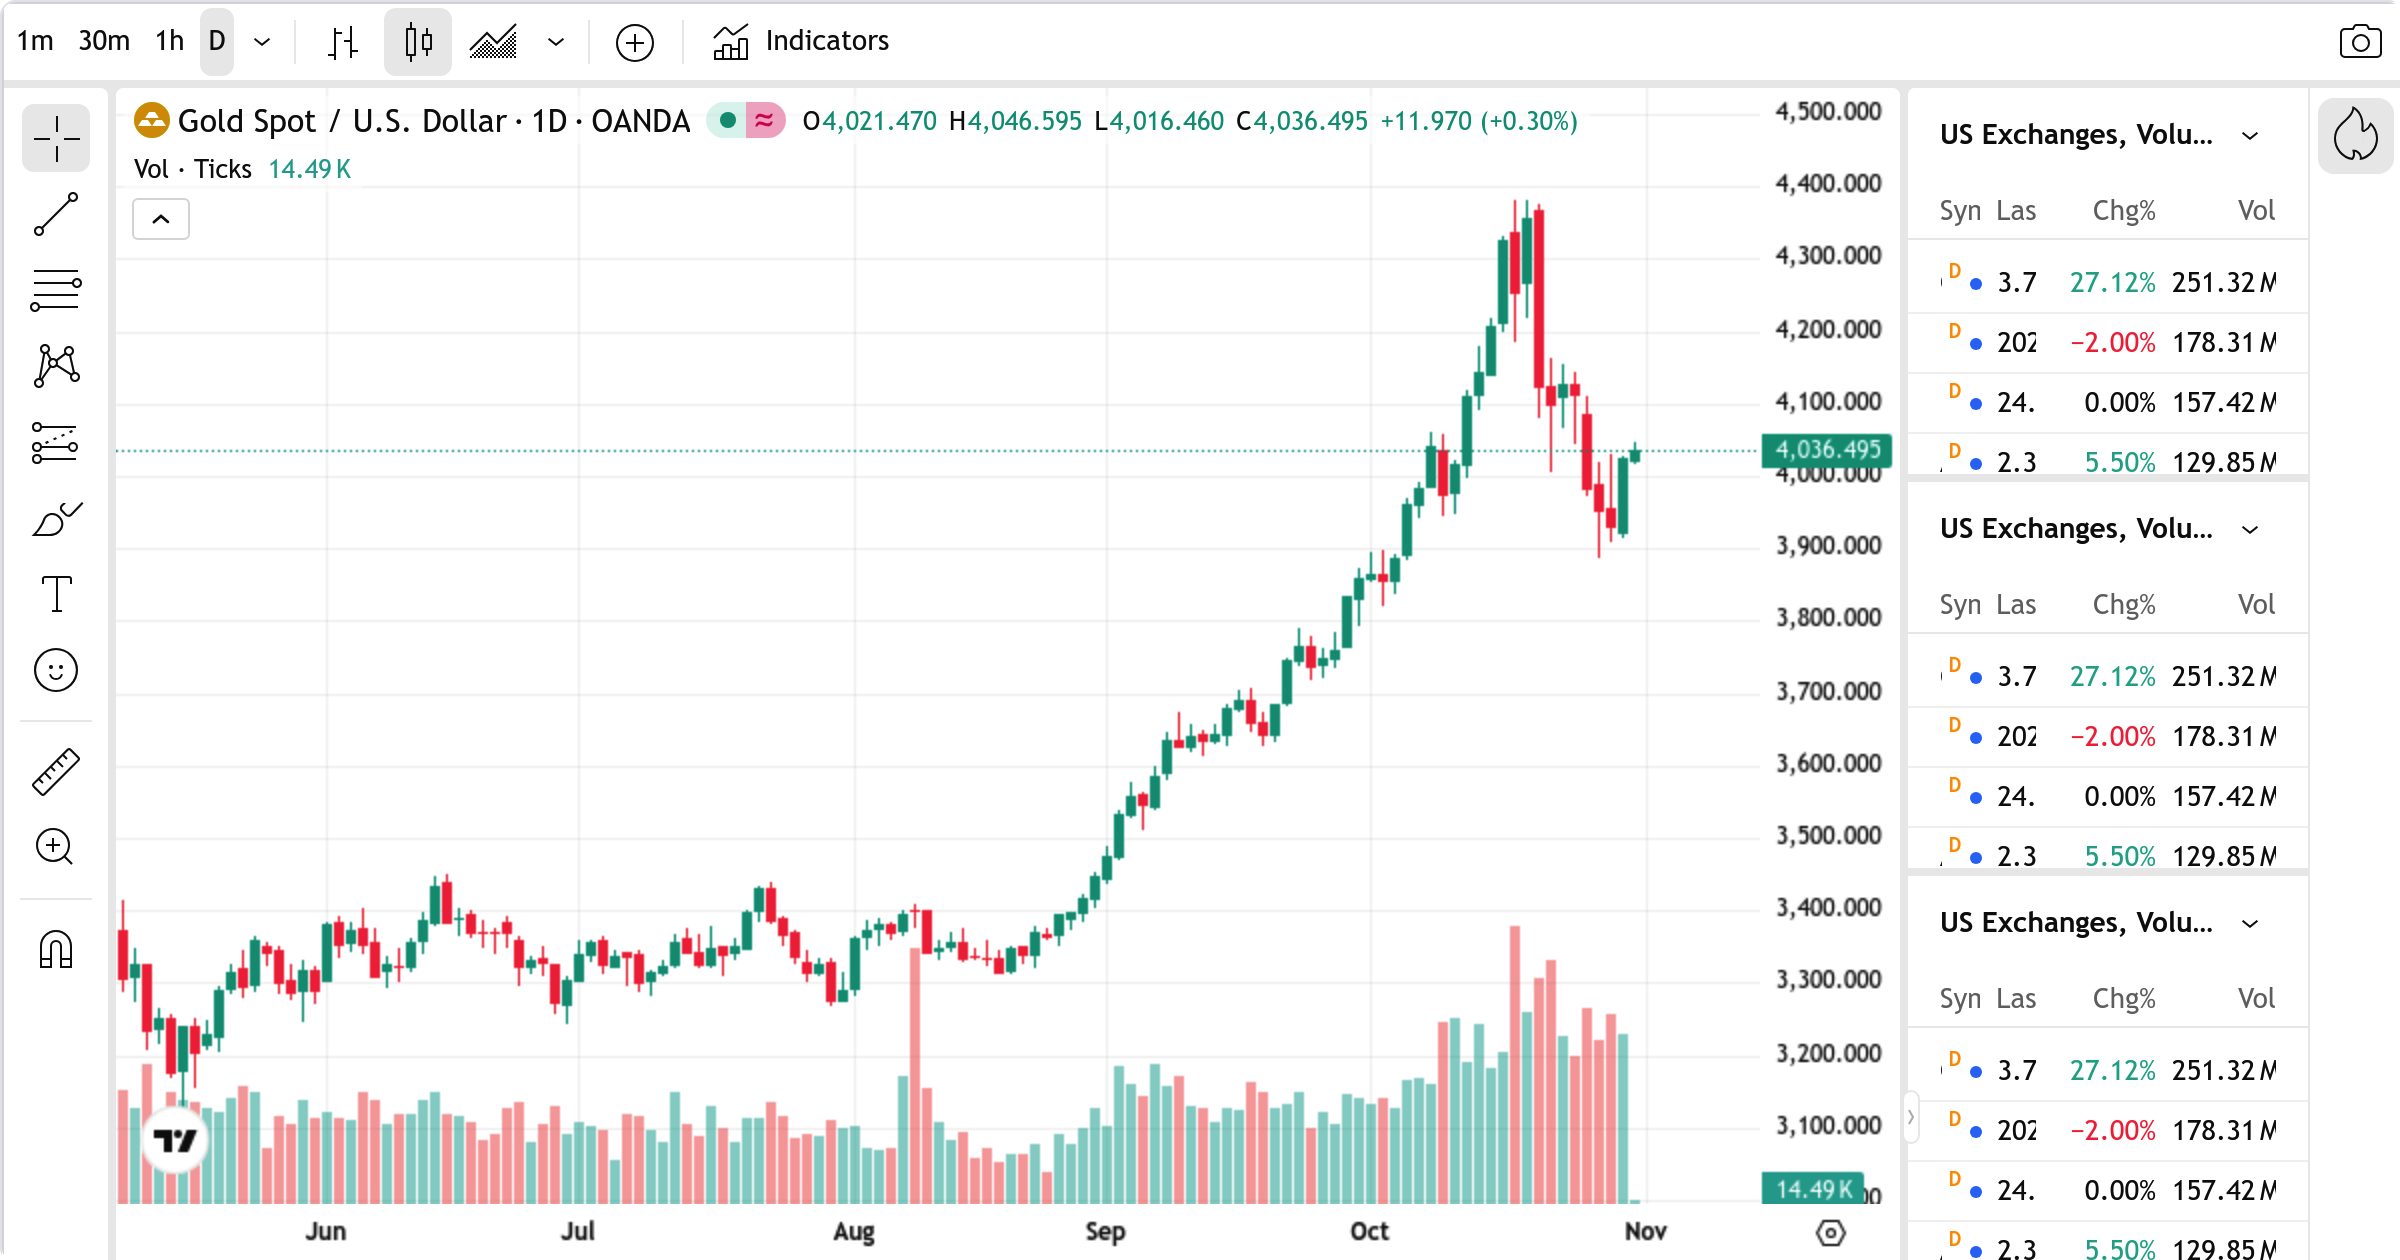 1m 30m 1h D Indicators
Gold Spot / U.S. Dollar · 1D · OANDA O4,021.470 H4,046.595 L4,016.460 C4,036.495 +11.970 (+0.30%)
Vol · Ticks 14.49 K
4,500.000
4,400.000
4,300.000
4,200.000
4,100.000
4,036.495
4,000.000
3,900.000
3,800.000
3,700.000
3,600.000
3,500.000
3,400.000
3,300.000
3,200.000
3,100.000
14.49 K
Jun Jul Aug Sep Oct Nov
US Exchanges, Volu...
Syn Las Chg% Vol
D 3.7 27.12% 251.32 M
D 202 −2.00% 178.31 M
D 24. 0.00% 157.42 M
D 2.3 5.50% 129.85 M
US Exchanges, Volu...
Syn Las Chg% Vol
D 3.7 27.12% 251.32 M
D 202 −2.00% 178.31 M
D 24. 0.00% 157.42 M
D 2.3 5.50% 129.85 M
US Exchanges, Volu...
Syn Las Chg% Vol
D 3.7 27.12% 251.32 M
D 202 −2.00% 178.31 M
D 24. 0.00% 157.42 M
D 2.3 5.50% 129.85 M